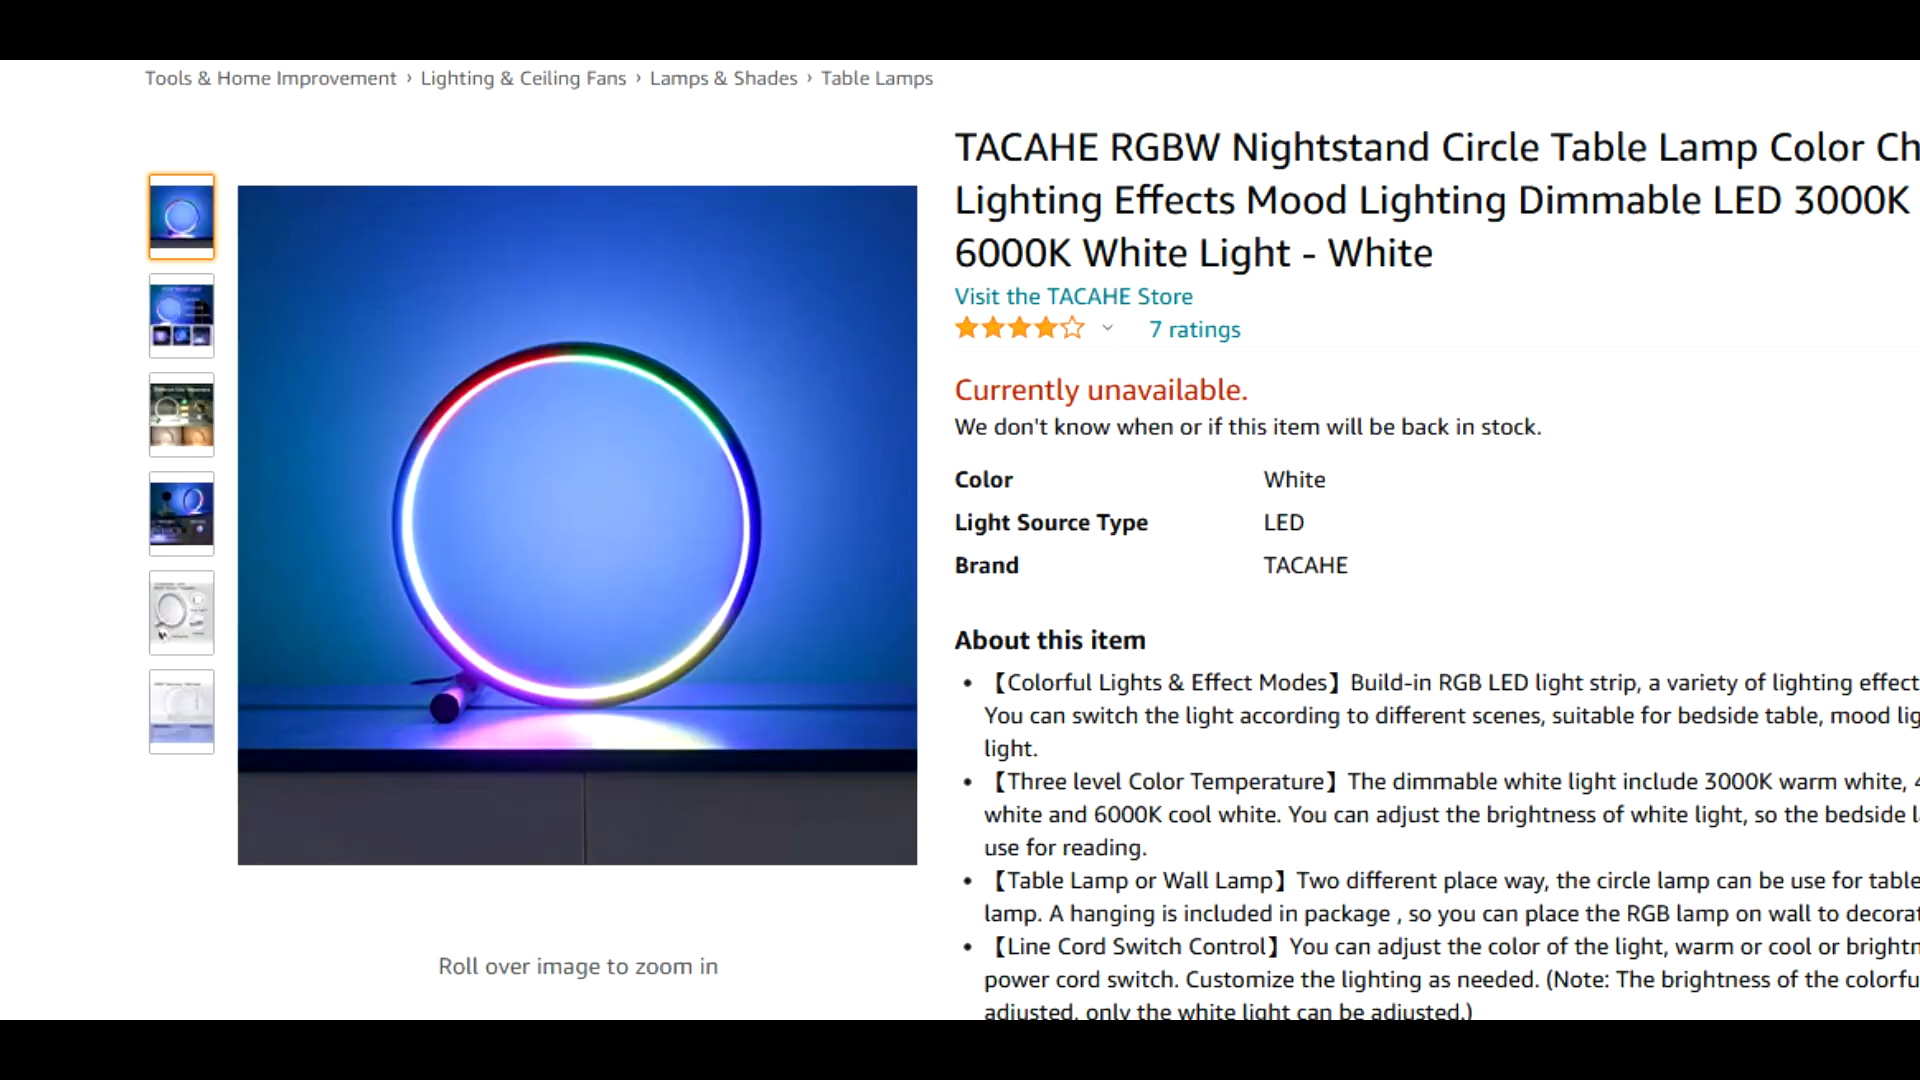 Tools & Home Improvement › Lighting & Ceiling Fans › Lamps & Shades › Table Lamps
TACAHE RGBW Nightstand Circle Table Lamp Color Ch
Lighting Effects Mood Lighting Dimmable LED 3000K
6000K White Light - White
Visit the TACAHE Store
7 ratings
Currently unavailable.
We don't know when or if this item will be back in stock.
Color White
Light Source Type LED
Brand TACAHE
About this item
• 【Colorful Lights & Effect Modes】Build-in RGB LED light strip, a variety of lighting effect
You can switch the light according to different scenes, suitable for bedside table, mood lig
light.
• 【Three level Color Temperature】The dimmable white light include 3000K warm white, 4
white and 6000K cool white. You can adjust the brightness of white light, so the bedside l
use for reading.
• 【Table Lamp or Wall Lamp】Two different place way, the circle lamp can be use for table
lamp. A hanging is included in package , so you can place the RGB lamp on wall to decorat
• 【Line Cord Switch Control】You can adjust the color of the light, warm or cool or brightn
power cord switch. Customize the lighting as needed. (Note: The brightness of the colorfu
adjusted, only the white light can be adjusted.)
Roll over image to zoom in